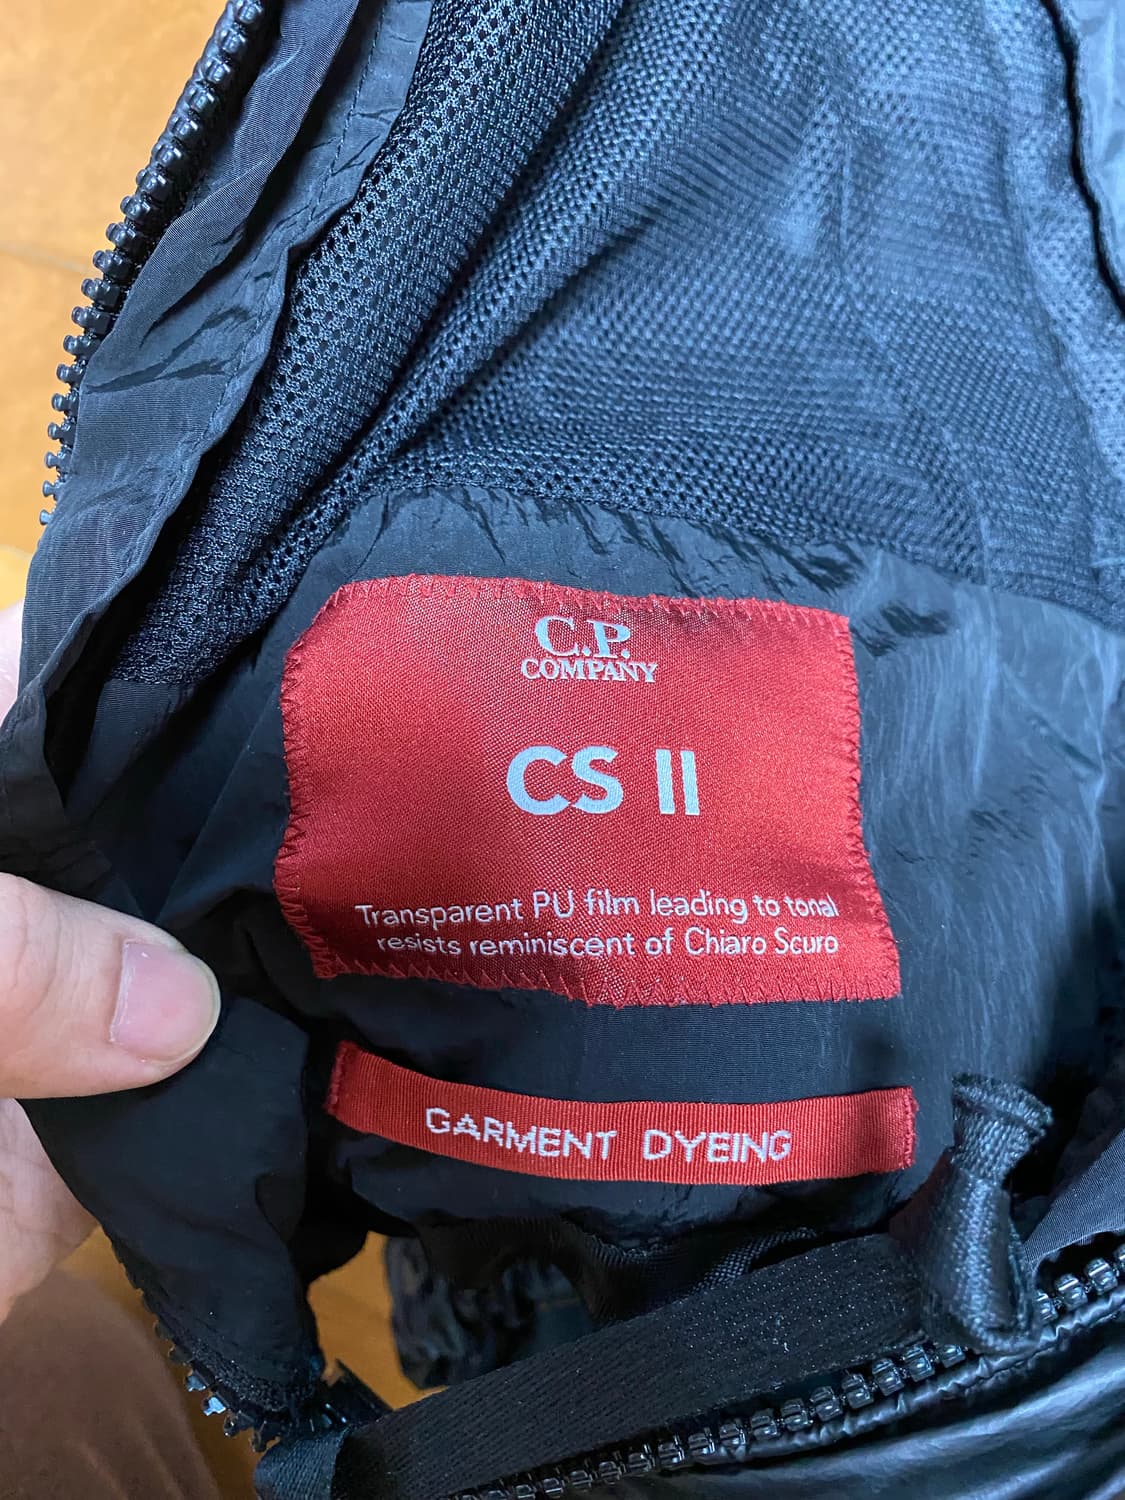 C.P.
COMPANY
CS II
Transparent PU film leading to tonal
resists reminiscent of Chiaro Scuro
GARMENT DYEING